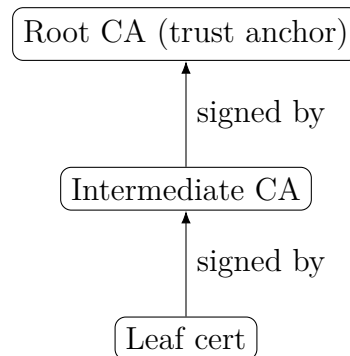 Root CA (trust anchor)
signed by
Intermediate CA
signed by
Leaf cert